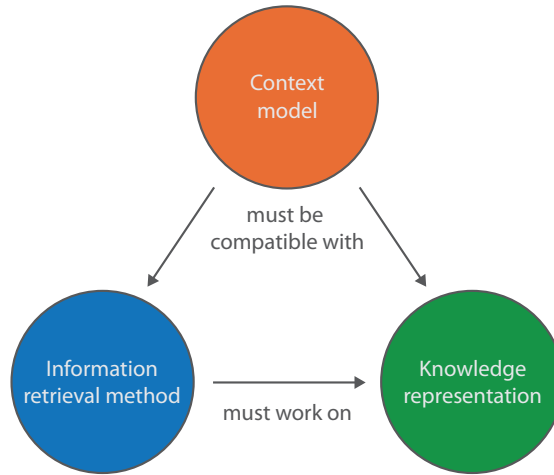 Context
model
must be
compatible with
Information
retrieval method
must work on
Knowledge
representation